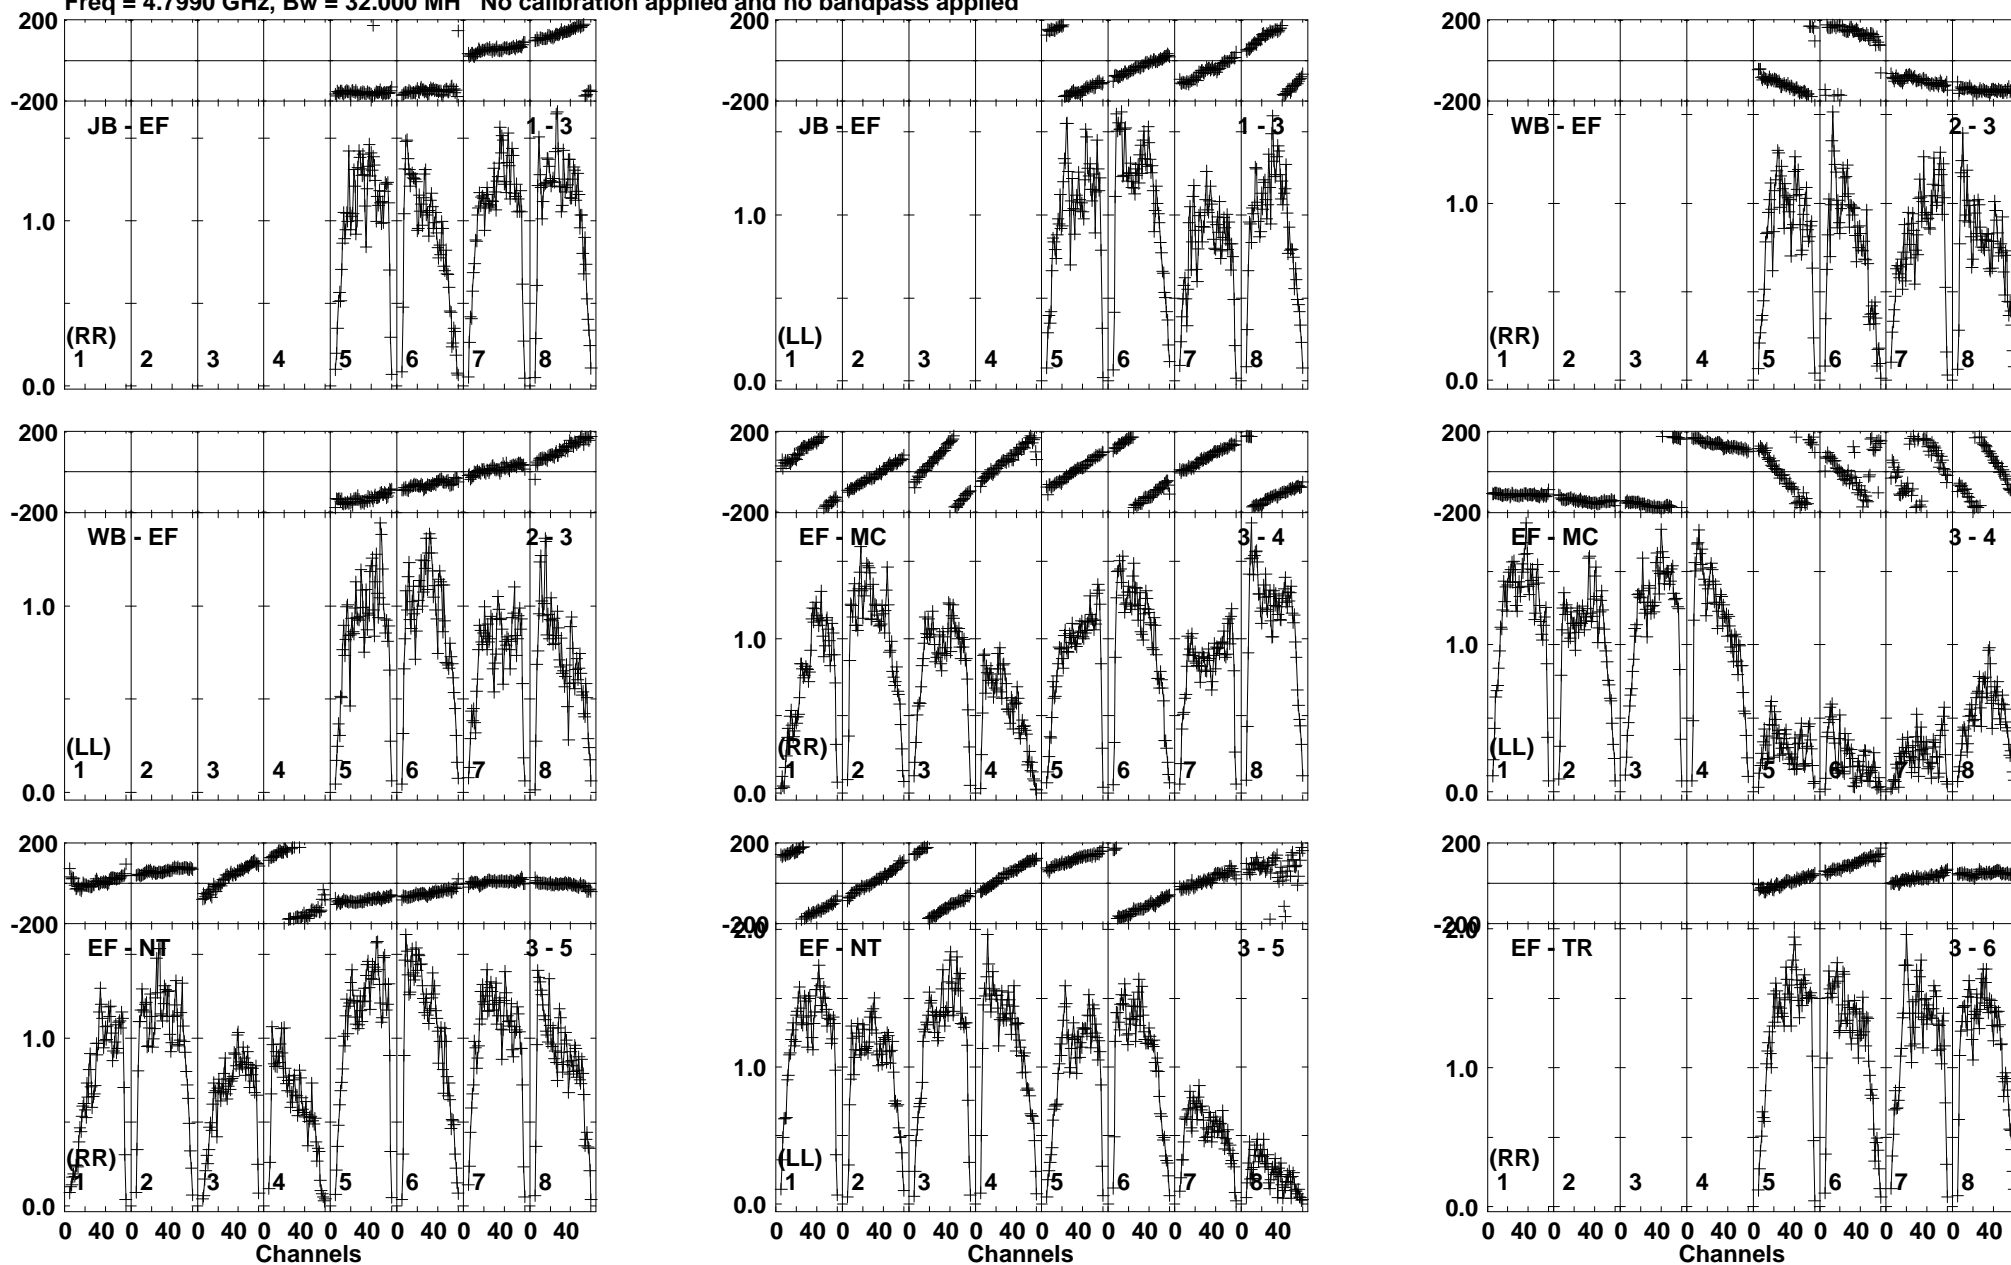 Freq = 4.7990 GHz, Bw = 32.000 MH No calibration applied and no bandpass applied
200
-200
JB - EF 1 - 3
1.0
(RR)
1 2 3 4 5 6 7 8
0.0
200
-200
JB - EF 1 - 3
1.0
(LL)
1 2 3 4 5 6 7 8
0.0
200
-200
WB - EF 2 - 3
1.0
(RR)
1 2 3 4 5 6 7 8
0.0
200
-200
WB - EF 2 - 3
1.0
(LL)
1 2 3 4 5 6 7 8
0.0
200
-200
EF - MC 3 - 4
1.0
(RR)
1 2 3 4 5 6 7 8
0.0
200
-200
EF - MC 3 - 4
1.0
(LL)
1 2 3 4 5 6 7 8
0.0
200
-200
EF - NT 3 - 5
1.0
(RR)
1 2 3 4 5 6 7 8
0.0
0 40 0 40 0 40 0 40 0 40 0 40 0 40 0 40
Channels
200
-200
2.0
EF - NT 3 - 5
1.0
(LL)
1 2 3 4 5 6 7 8
0.0
0 40 0 40 0 40 0 40 0 40 0 40 0 40 0 40
Channels
200
-200
2.0
EF - TR 3 - 6
1.0
(RR)
1 2 3 4 5 6 7 8
0.0
0 40 0 40 0 40 0 40 0 40 0 40 0 40 0 40
Channels